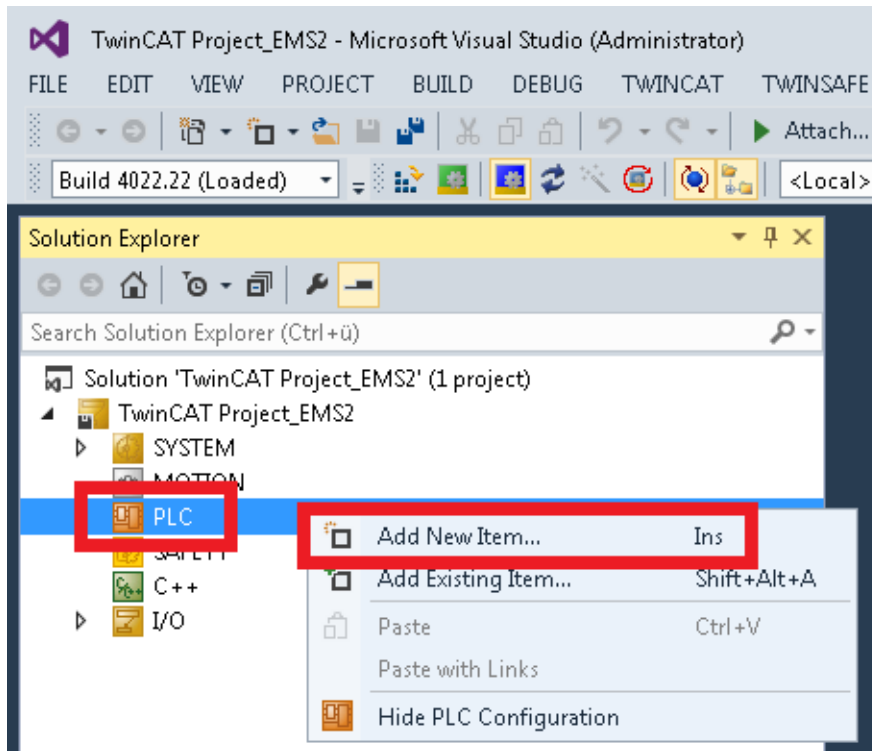 TwinCAT Project_EMS2 - Microsoft Visual Studio (Administrator)
FILE EDIT VIEW PROJECT BUILD DEBUG TWINCAT TWINSAFE
Attach...
Build 4022.22 (Loaded) <Local>
Solution Explorer
Search Solution Explorer (Ctrl+ü)
Solution 'TwinCAT Project_EMS2' (1 project)
TwinCAT Project_EMS2
SYSTEM
MOTION
PLC
Add New Item... Ins
SAFETY
Add Existing Item... Shift+Alt+A
C++
I/O
Paste Ctrl+V
Paste with Links
Hide PLC Configuration